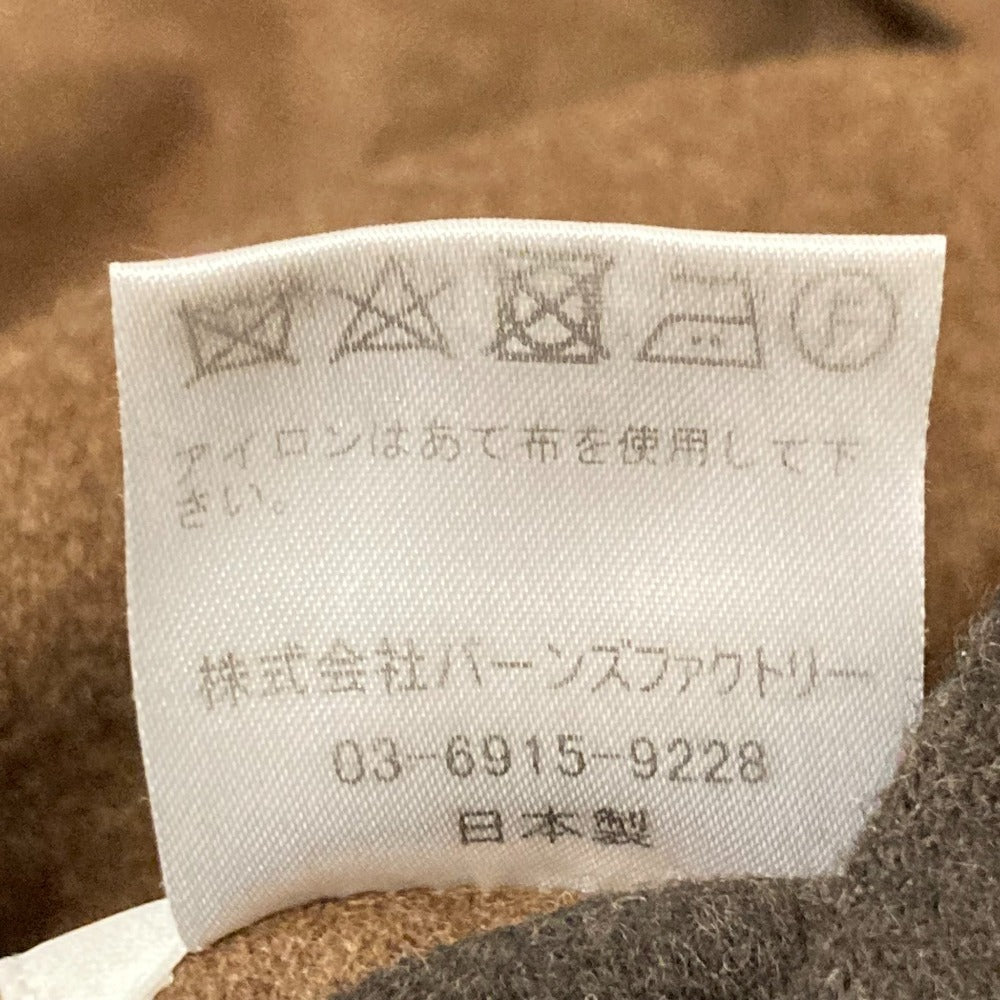 アイロンはあて布を使用して下
さい。
株式会社バーンズファクトリー
03-6915-9228
日本製